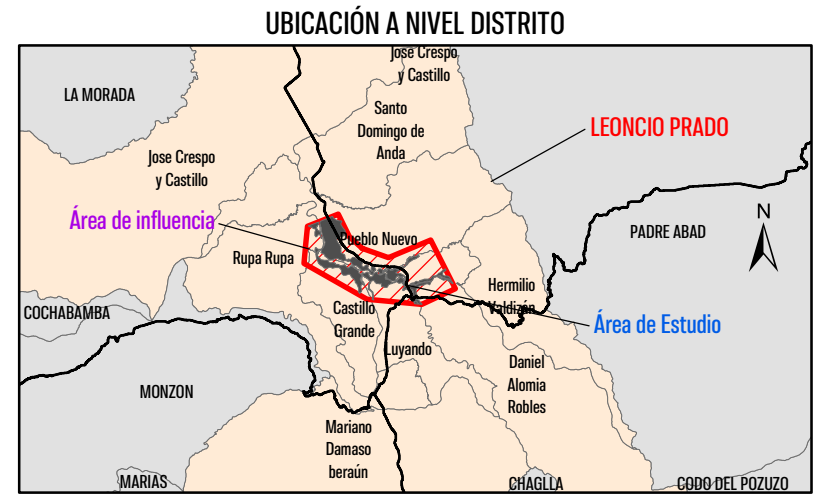 UBICACIÓN A NIVEL DISTRITO
Jose Crespo
y Castillo
LA MORADA
Santo
Domingo de
Anda
LEONCIO PRADO
Jose Crespo
y Castillo
Área de influencia
N
Pueblo Nuevo
PADRE ABAD
Rupa Rupa
Hermilio
Valdizán
COCHABAMBA
Castillo
Grande
Área de Estudio
Luyando
Daniel
Alomia
Robles
MONZON
Mariano
Damaso
beraún
MARIAS
CHAGLLA
CODO DEL POZUZO